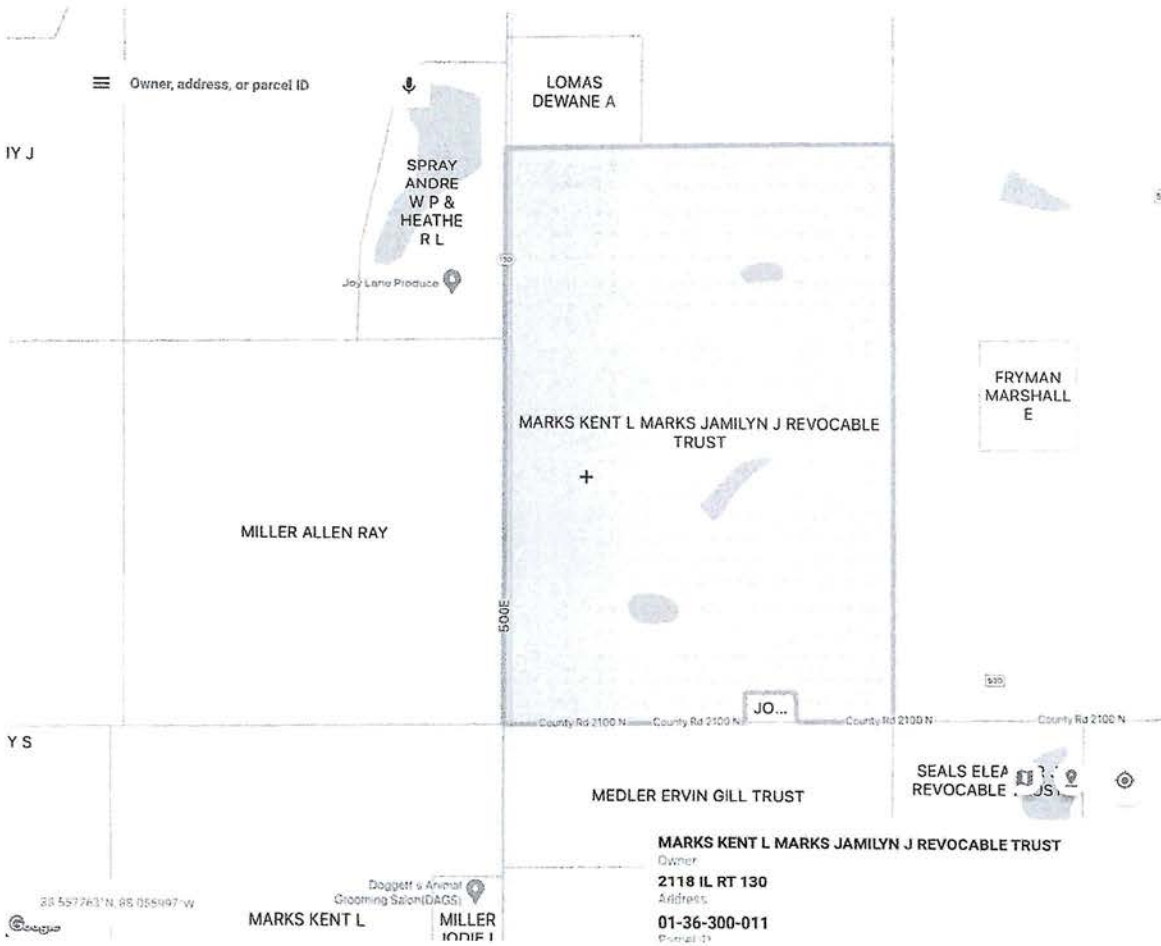 Owner, address, or parcel ID
LOMAS
DEWANE A
IY J
SPRAY
ANDRE
W P &
HEATHE
R L
130
Joy Lane Produce
FRYMAN
MARSHALL
E
MARKS KENT L MARKS JAMILYN J REVOCABLE
TRUST
MILLER ALLEN RAY
500E
JO...
County Rd 2100 N County Rd 2100 N County Rd 2100 N County Rd 2100 N
Y S
SEALS
REVOCABLE
MEDLER ERVIN GILL TRUST
MARKS KENT L MARKS JAMILYN J REVOCABLE TRUST
Owner
2118 IL RT 130
Address
01-36-300-011
Parcel ID
Doggett's Animal
Grooming Salon(DAGS)
Google
MARKS KENT L
MILLER
JODIE L